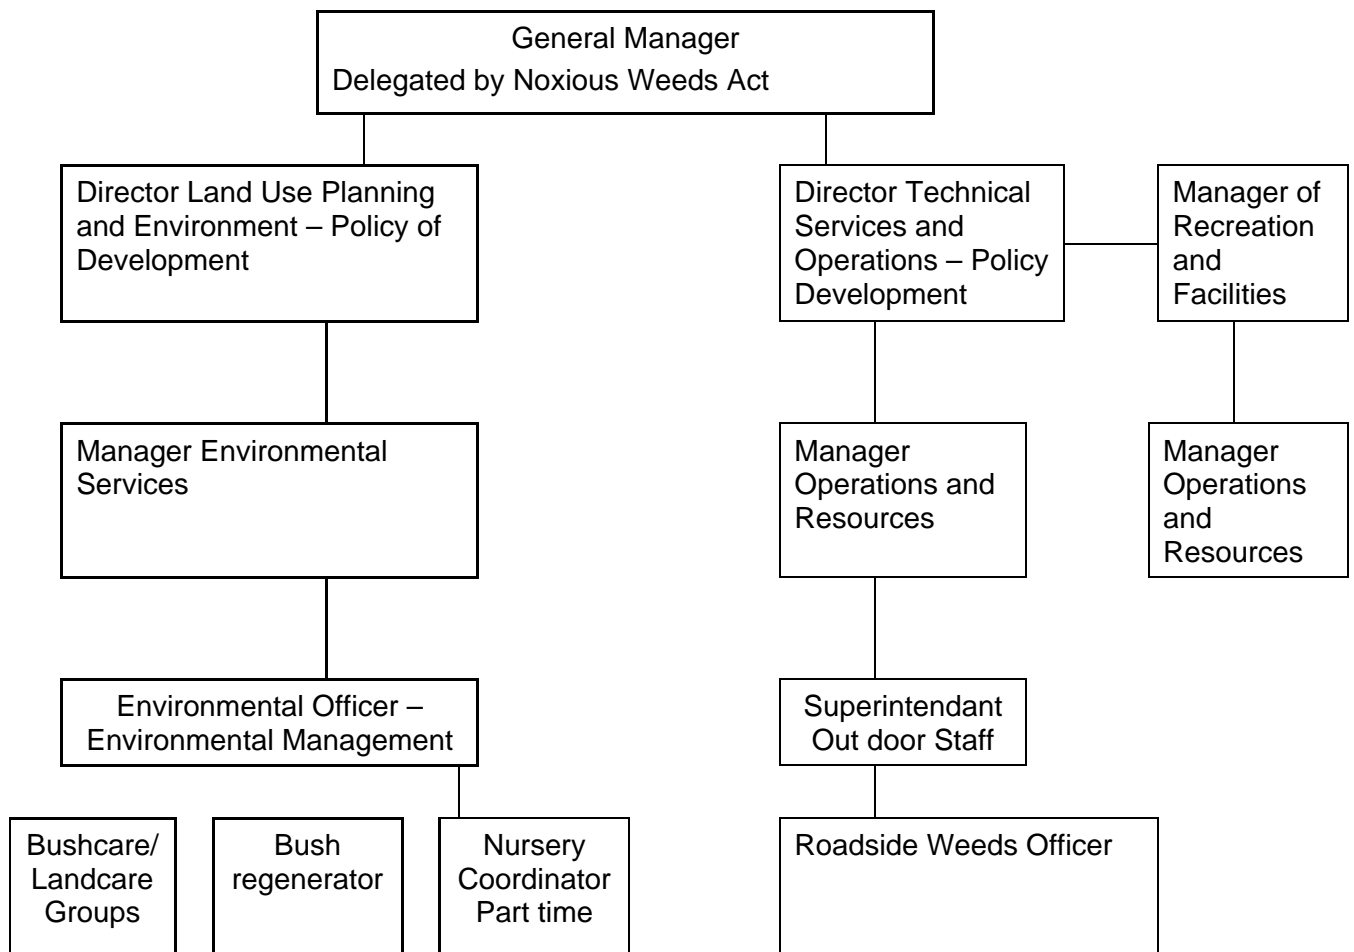 General Manager
Delegated by Noxious Weeds Act
Director Land Use Planning
and Environment – Policy of
Development
Director Technical
Services and
Operations – Policy
Development
Manager of
Recreation
and
Facilities
Manager Environmental
Services
Manager
Operations and
Resources
Manager
Operations
and
Resources
Environmental Officer –
Environmental Management
Superintendant
Out door Staff
Bushcare/
Landcare
Groups
Bush
regenerator
Nursery
Coordinator
Part time
Roadside Weeds Officer